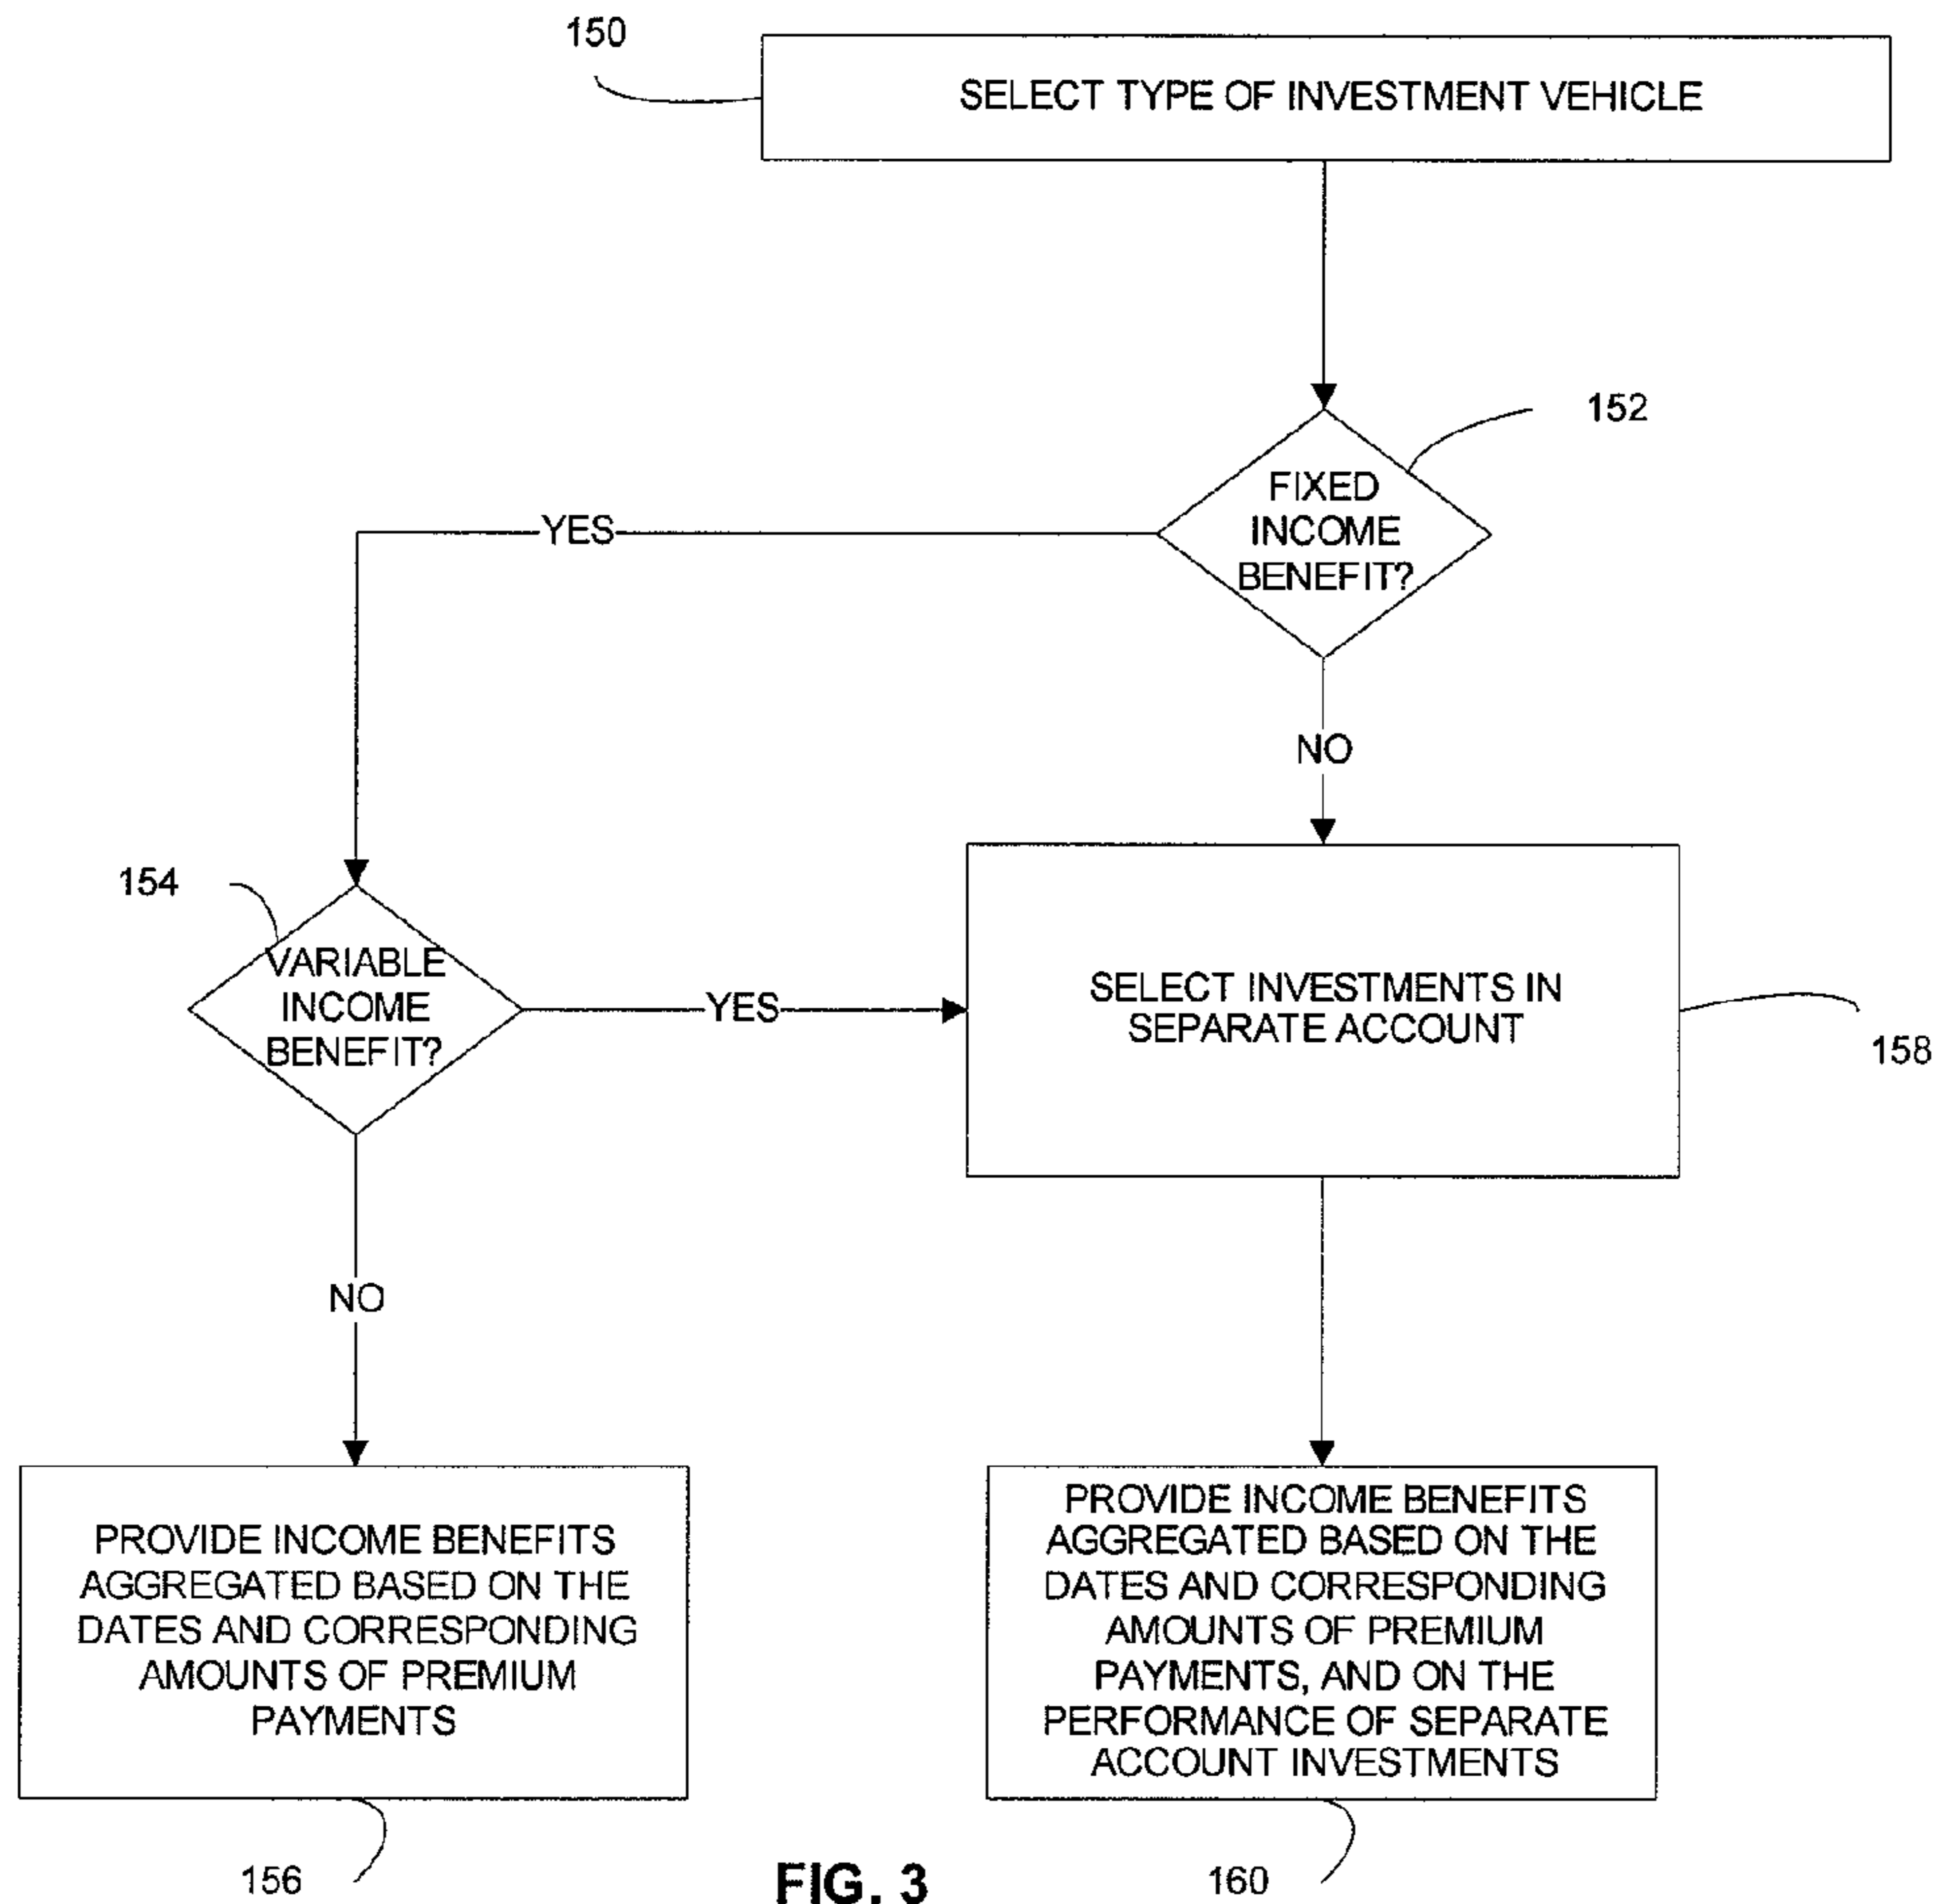 150
SELECT TYPE OF INVESTMENT VEHICLE
152
FIXED
INCOME
BENEFIT?
YES
NO
154
VARIABLE
INCOME
BENEFIT?
YES
SELECT INVESTMENTS IN
SEPARATE ACCOUNT
158
NO
PROVIDE INCOME BENEFITS
AGGREGATED BASED ON THE
DATES AND CORRESPONDING
AMOUNTS OF PREMIUM
PAYMENTS
PROVIDE INCOME BENEFITS
AGGREGATED BASED ON THE
DATES AND CORRESPONDING
AMOUNTS OF PREMIUM
PAYMENTS, AND ON THE
PERFORMANCE OF SEPARATE
ACCOUNT INVESTMENTS
156
FIG. 3
160